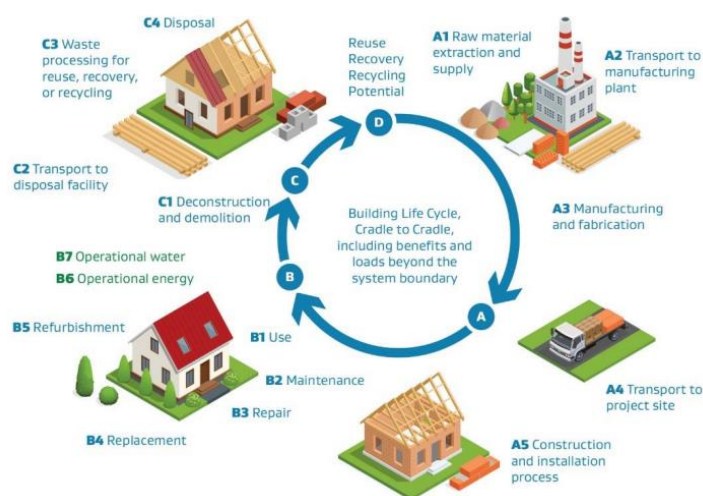 C4 Disposal
C3 Waste
processing for
reuse, recovery,
or recycling
C2 Transport to
disposal facility
C1 Deconstruction
and demolition
Reuse
Recovery
Recycling
Potential
D
A1 Raw material
extraction and
supply
A2 Transport to
manufacturing
plant
A3 Manufacturing
and fabrication
C
Building Life Cycle,
Cradle to Cradle,
including benefits and
loads beyond the
system boundary
B
A
B7 Operational water
B6 Operational energy
B5 Refurbishment
B1 Use
B2 Maintenance
B3 Repair
B4 Replacement
A4 Transport to
project site
A5 Construction
and installation
process